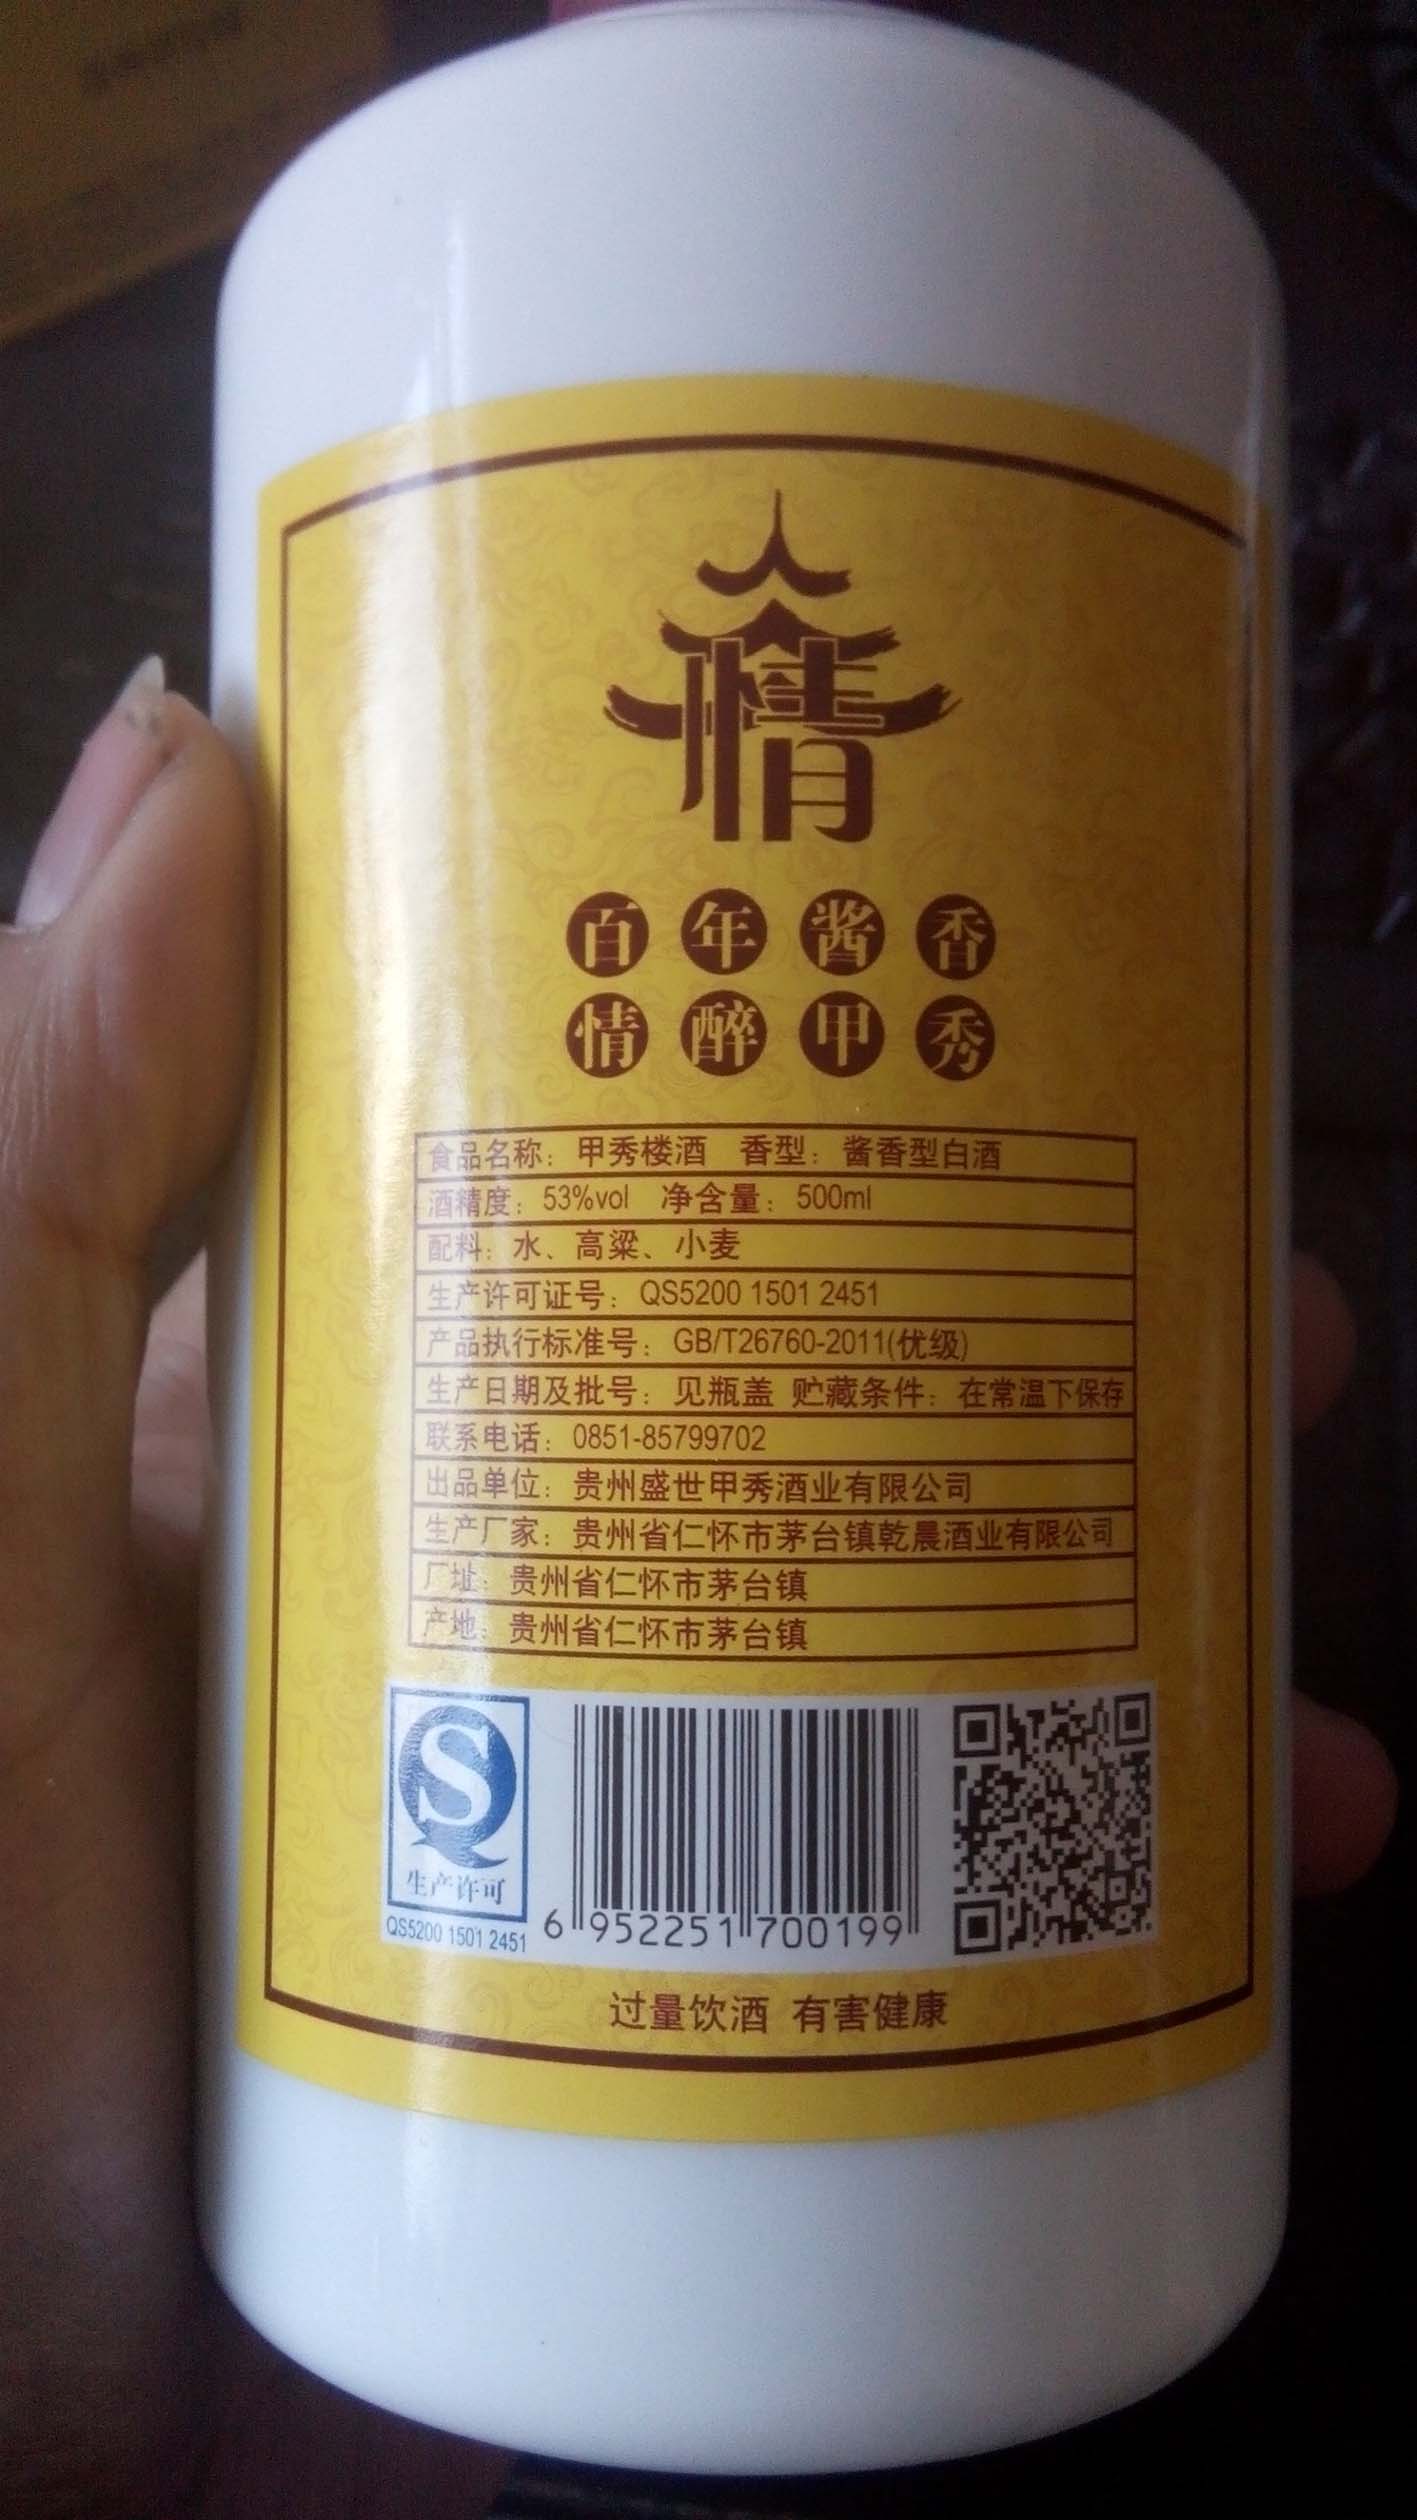 情
百年酱香
情醉甲秀
食品名称：甲秀楼酒 香型：酱香型白酒
酒精度：53%vol 净含量：500ml
配料：水、高粱、小麦
生产许可证号：QS5200 1501 2451
产品执行标准号：GB/T26760-2011(优级)
生产日期及批号：见瓶盖 贮藏条件：在常温下保存
联系电话：0851-85799702
出品单位：贵州盛世甲秀酒业有限公司
生产厂家：贵州省仁怀市茅台镇乾晨酒业有限公司
厂址：贵州省仁怀市茅台镇
产地：贵州省仁怀市茅台镇
生产许可
QS5200 1501 2451
6 952251 700199
过量饮酒 有害健康